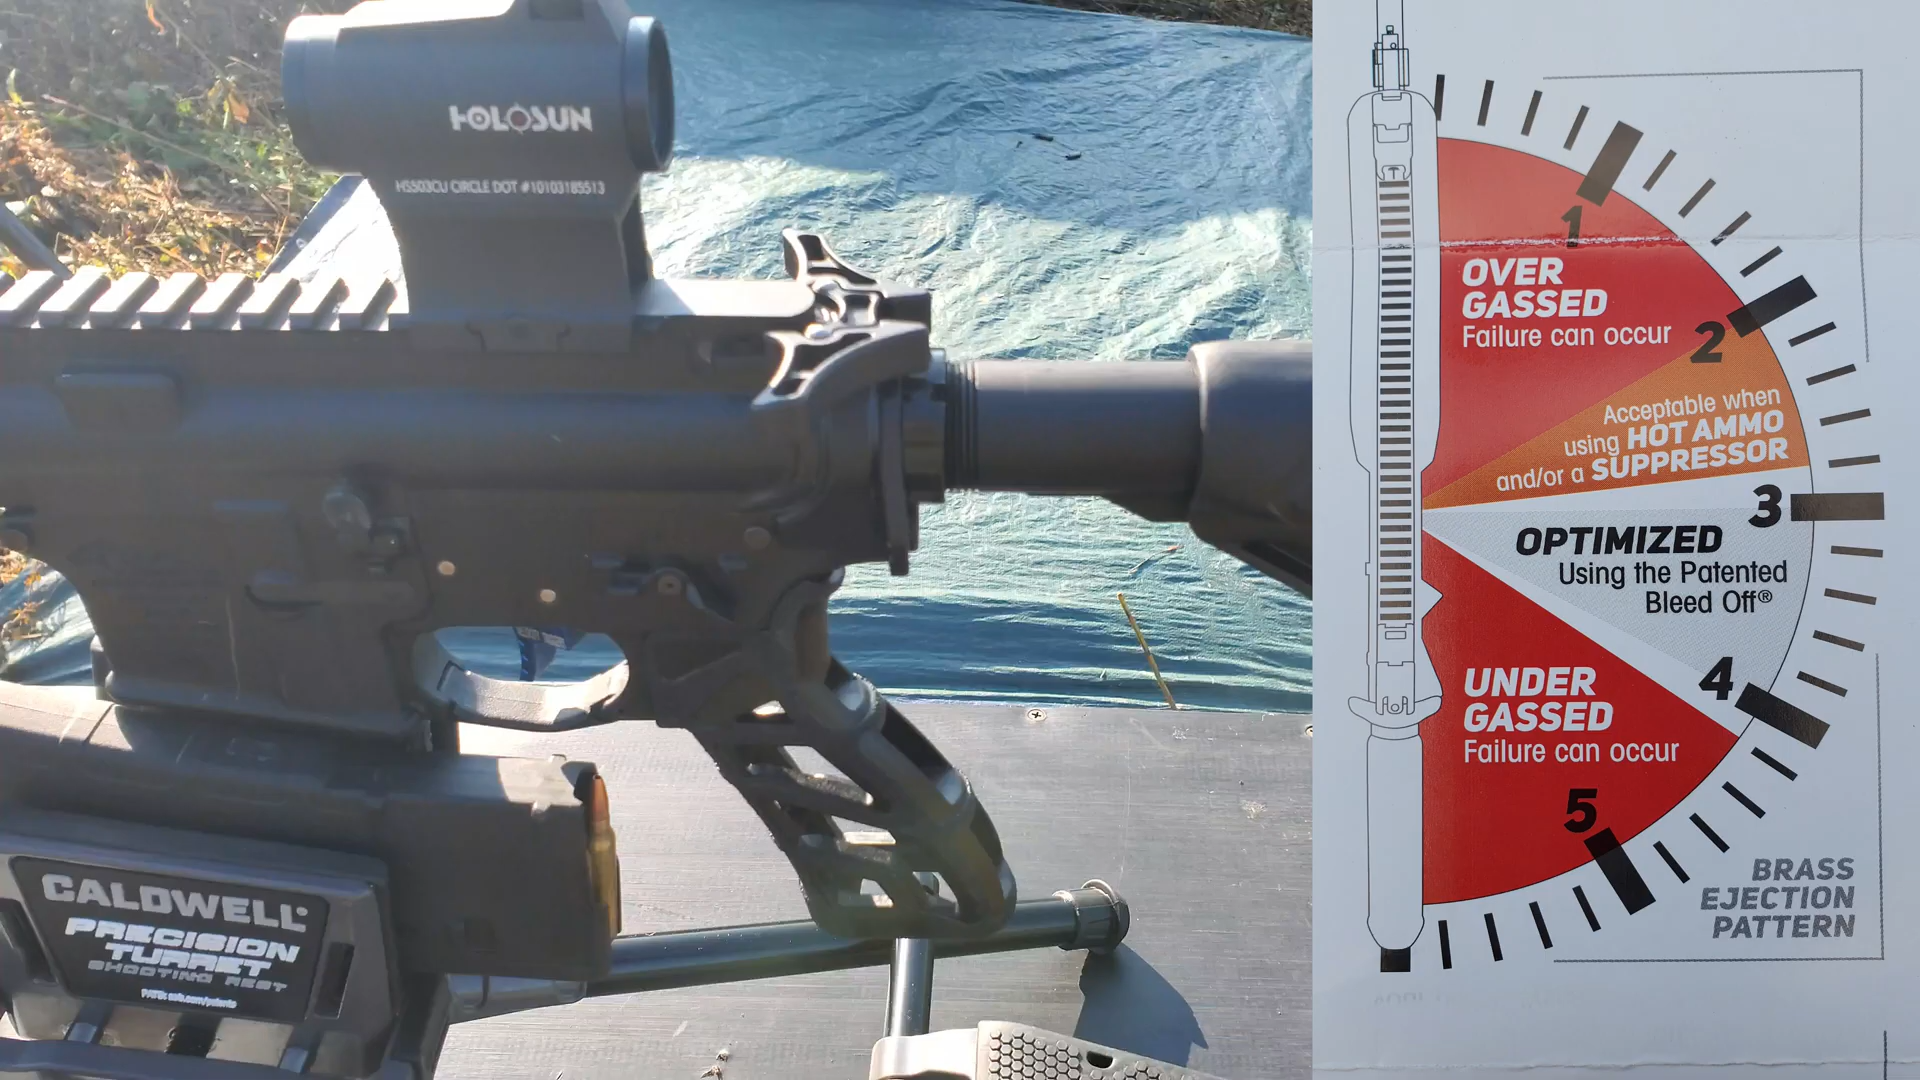 HOLOSUN
HS503CU CIRCLE DOT #10103185513
CALDWELL
PRECISION
TURRET
SHOOTING REST
1
OVER
GASSED
Failure can occur
2
Acceptable when
using HOT AMMO
and/or a SUPPRESSOR
3
OPTIMIZED
Using the Patented
Bleed Off®
4
UNDER
GASSED
Failure can occur
5
BRASS
EJECTION
PATTERN